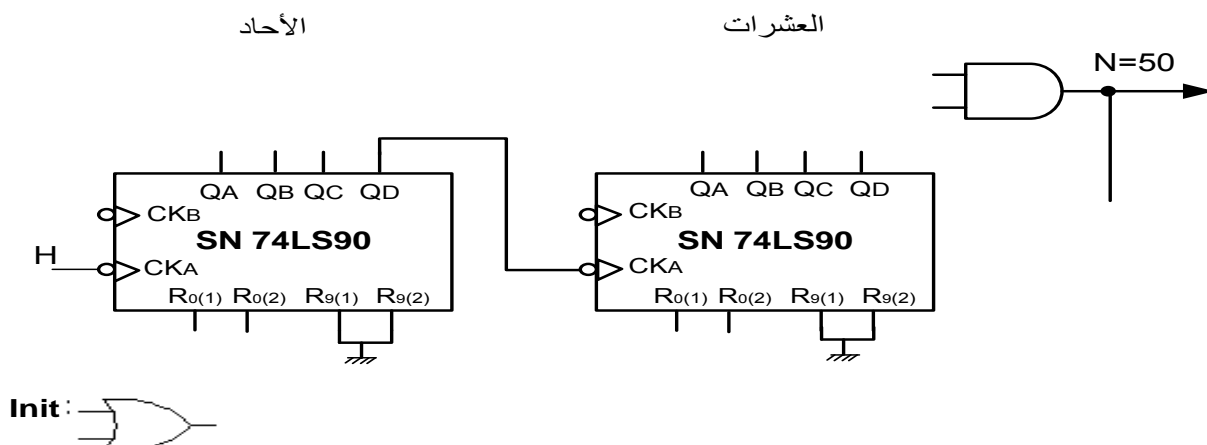 الأحاد العشرات
N=50
QA QB QC QD QA QB QC QD
CKB CKB
SN 74LS90 SN 74LS90
H CKA CKA
R0(1) R0(2) R9(1) R9(2) R0(1) R0(2) R9(1) R9(2)
Init :